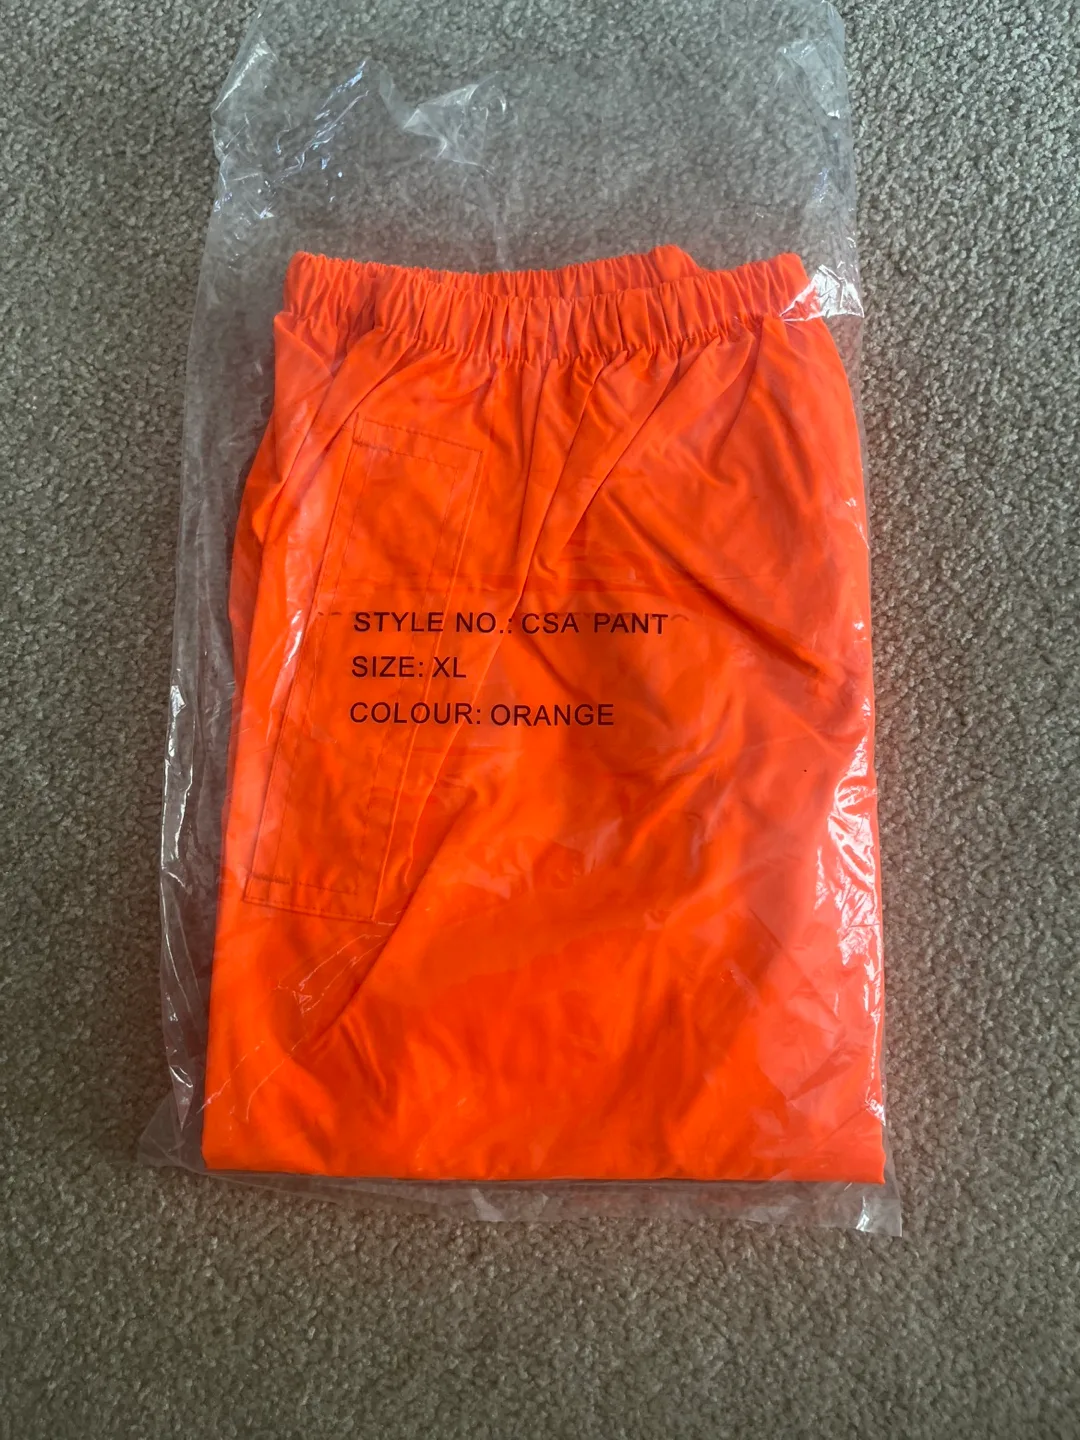 STYLE NO.: CSA PANT
SIZE: XL
COLOUR: ORANGE